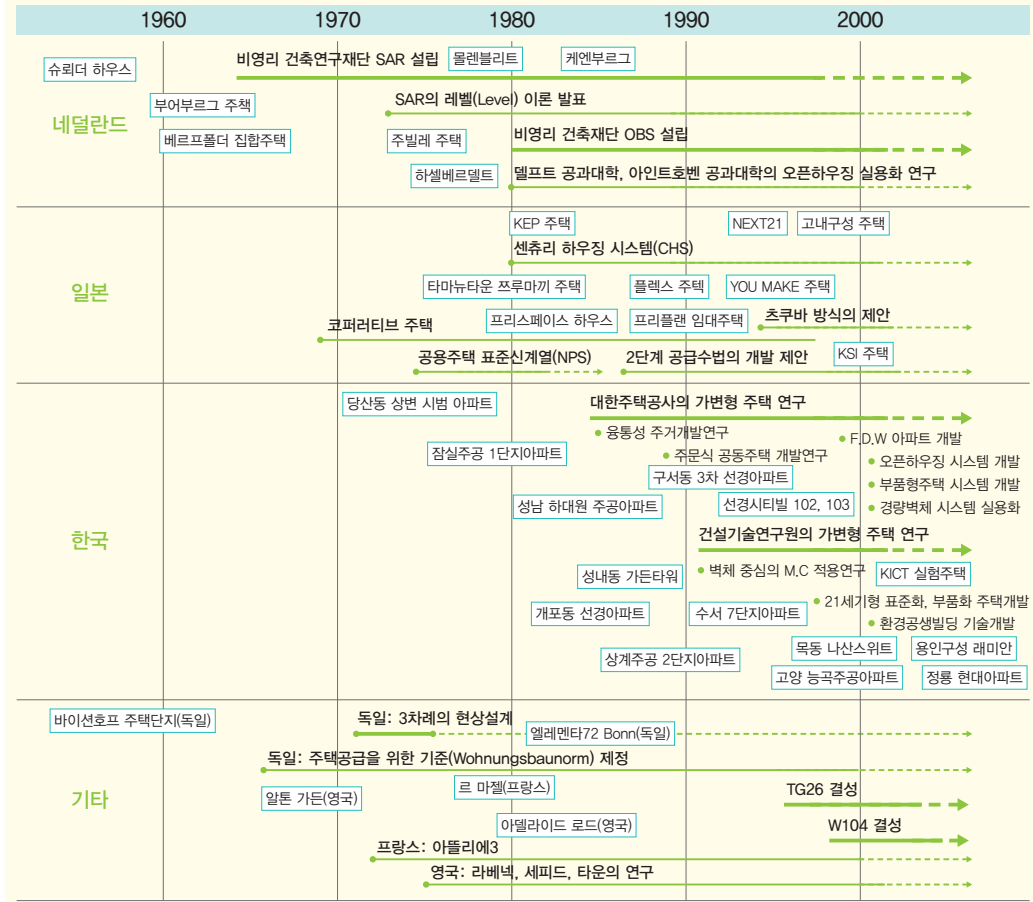 1960 1970 1980 1990 2000
네덜란드
슈뢰더 하우스
비영리 건축연구재단 SAR 설립
몰렌블리트
케엔부르그
부어부르그 주책
SAR의 레벨(Level) 이론 발표
베르프폴더 집합주택
주빌레 주택
비영리 건축재단 OBS 설립
하셀베르델트
델프트 공과대학, 아인트호벤 공과대학의 오픈하우징 실용화 연구
일본
KEP 주택
NEXT21
고내구성 주택
센츄리 하우징 시스템(CHS)
타마뉴타운 쯔루마끼 주택
플렉스 주텍
YOU MAKE 주택
코퍼러티브 주택
프리스페이스 하우스
프리플랜 임대주택
츠쿠바 방식의 제안
공용주택 표준신계열(NPS)
2단계 공급수법의 개발 제안
KSI 주택
한국
당산동 상변 시범 아파트
대한주택공사의 가변형 주택 연구
융통성 주거개발연구
F.D.W 아파트 개발
잠실주공 1단지아파트
주문식 공동주택 개발연구
오픈하우징 시스템 개발
구서동 3차 선경아파트
부품형주택 시스템 개발
성남 하대원 주공아파트
선경시티빌 102, 103
경량벽체 시스템 실용화
건설기술연구원의 가변형 주택 연구
성내동 가든타워
벽체 중심의 M.C 적용연구
KICT 실험주택
개포동 선경아파트
수서 7단지아파트
21세기형 표준화, 부품화 주택개발
환경공생빌딩 기술개발
상계주공 2단지아파트
목동 나산스위트
용인구성 래미안
고양 능곡주공아파트
정릉 현대아파트
기타
바이션호프 주택단지(독일)
독일: 3차례의 현상설계
엘레멘타72 Bonn(독일)
독일: 주택공급을 위한 기준(Wohnungsbaunorm) 제정
알톤 가든(영국)
르 마젤(프랑스)
TG26 결성
아델라이드 로드(영국)
W104 결성
프랑스: 아뜰리에3
영국: 라베넥, 세피드, 타운의 연구